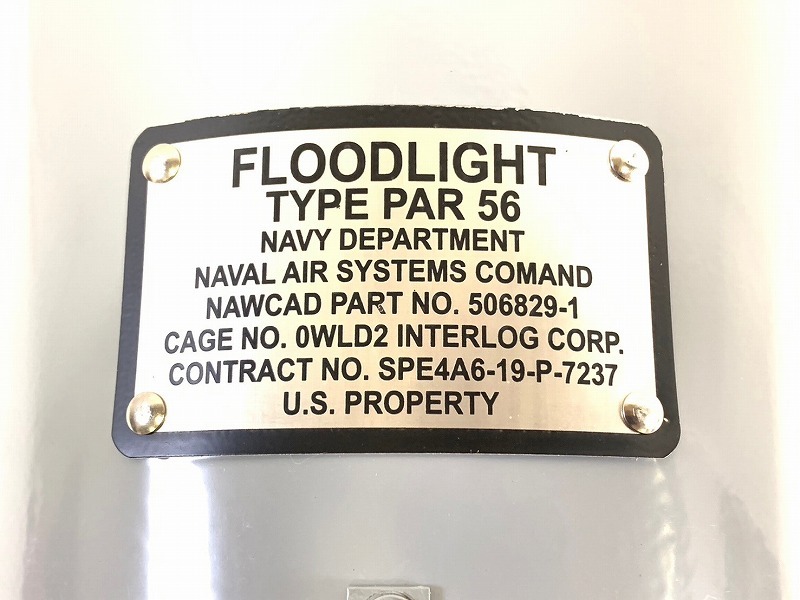 FLOODLIGHT
TYPE PAR 56
NAVY DEPARTMENT
NAVAL AIR SYSTEMS COMAND
NAWCAD PART NO. 506829-1
CAGE NO. 0WLD2 INTERLOG CORP.
CONTRACT NO. SPE4A6-19-P-7237
U.S. PROPERTY